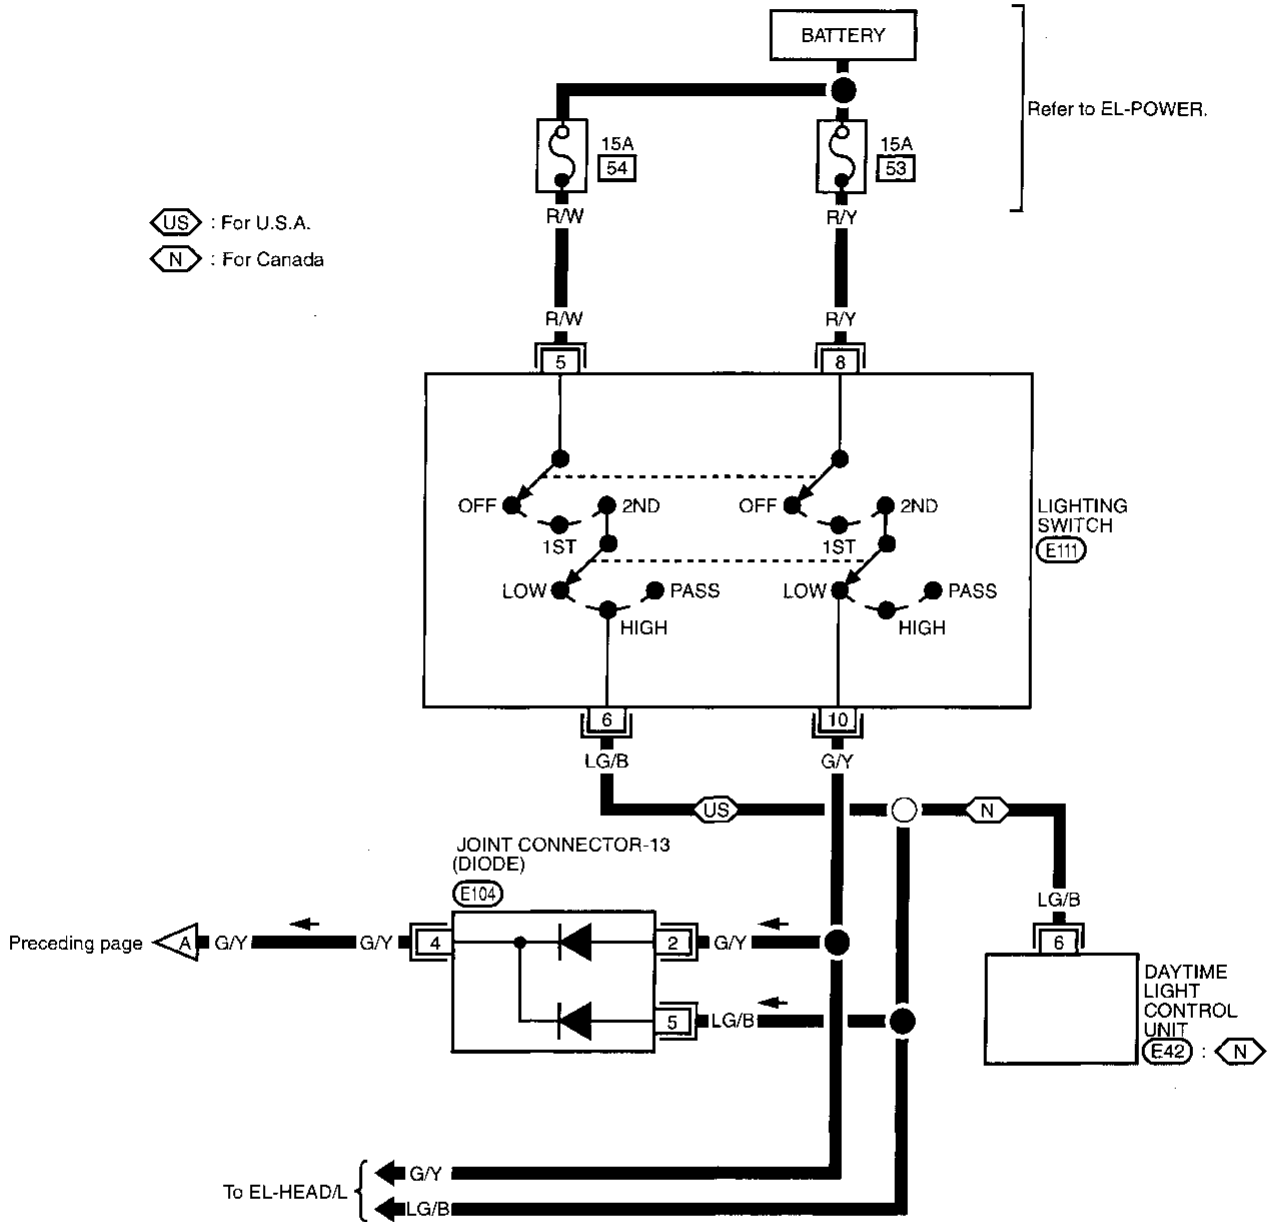 BATTERY
Refer to EL-POWER.
15A
54
15A
53
R/W
R/Y
US : For U.S.A.
N : For Canada
R/W
R/Y
5
8
OFF
2ND
1ST
OFF
2ND
1ST
LIGHTING
SWITCH
E111
LOW
PASS
HIGH
LOW
PASS
HIGH
6
10
LG/B
G/Y
US
N
JOINT CONNECTOR-13
(DIODE)
E104
LG/B
6
Preceding page
A
G/Y
G/Y
4
2
G/Y
5
LG/B
DAYTIME
LIGHT
CONTROL
UNIT
E42 : N
To EL-HEAD/L
G/Y
LG/B